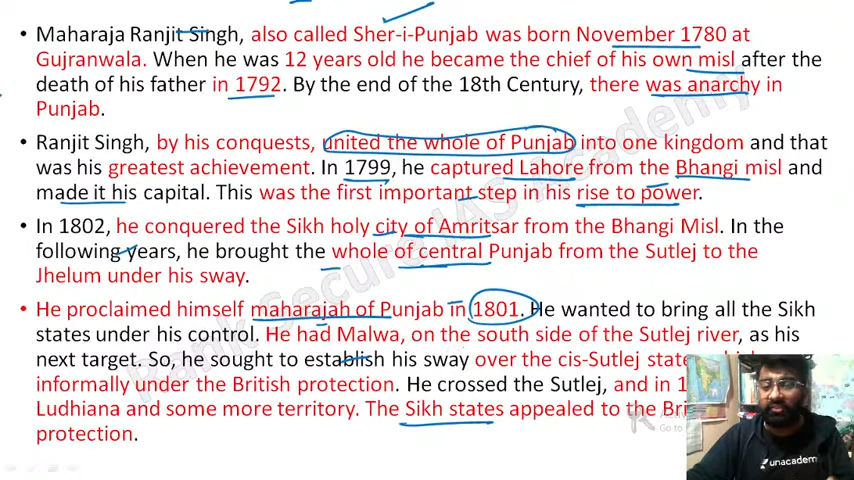 Maharaja Ranjit Singh, also called Sher-i-Punjab was born November 1780 at
Gujranwala. When he was 12 years old he became the chief of his own misl after the
death of his father in 1792. By the end of the 18th Century, there was anarchy in
Punjab.
Ranjit Singh, by his conquests, united the whole of Punjab into one kingdom and that
was his greatest achievement. In 1799, he captured Lahore from the Bhangi misl and
made it his capital. This was the first important step in his rise to power.
In 1802, he conquered the Sikh holy city of Amritsar from the Bhangi Misl. In the
following years, he brought the whole of central Punjab from the Sutlej to the
Jhelum under his sway.
He proclaimed himself maharajah of Punjab in 1801. He wanted to bring all the Sikh
states under his control. He had Malwa, on the south side of the Sutlej river, as his
next target. So, he sought to establish his sway over the cis-Sutlej
informally under the British protection. He crossed the Sutlej, and in
Ludhiana and some more territory. The Sikh states appealed to the
protection.
Rank Secure IAS Academy
Go to
unacademy